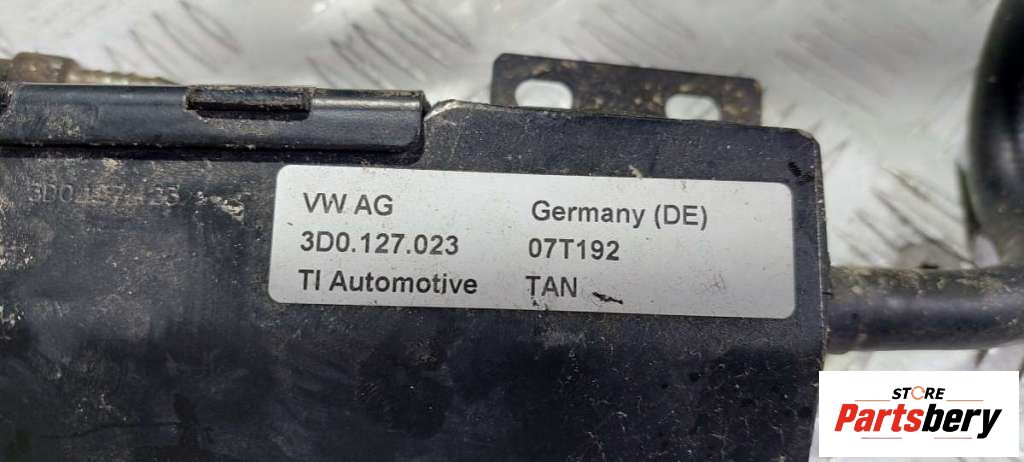 VW AG Germany (DE)
3D0.127.023 07T192
TI Automotive TAN
STORE
Partsbery